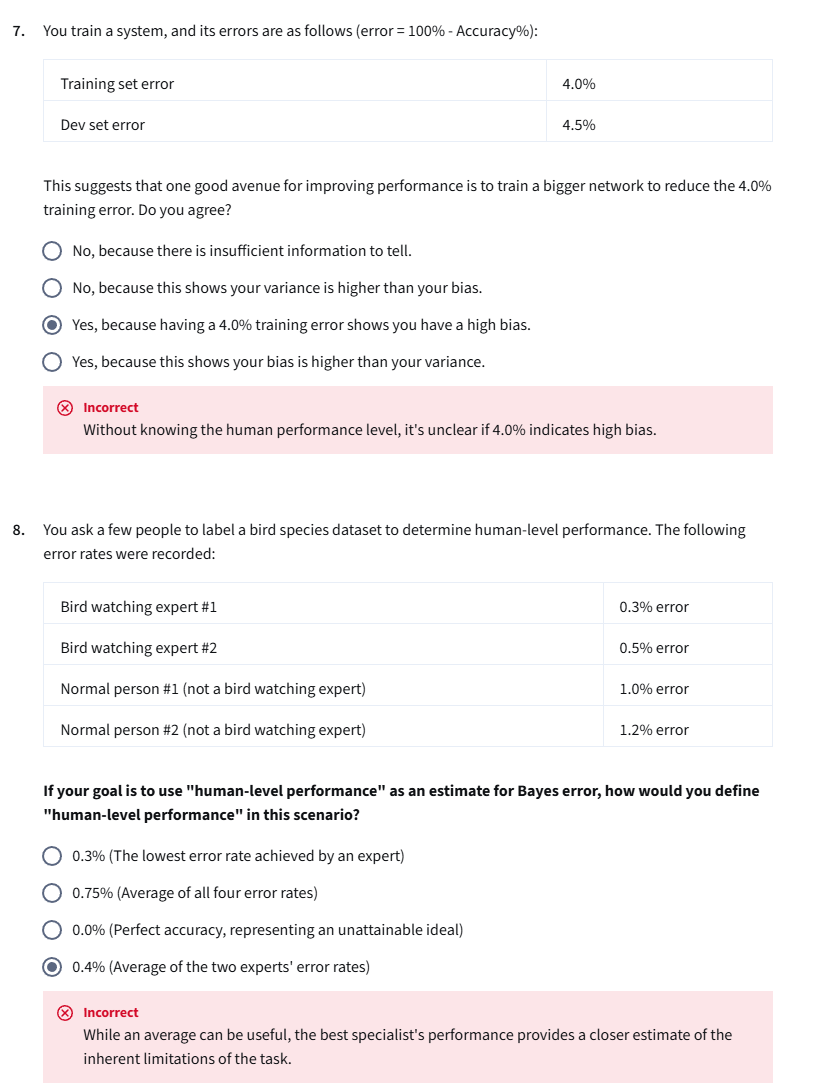 7. You train a system, and its errors are as follows (error = 100% - Accuracy%):
Training set error 4.0%
Dev set error 4.5%
This suggests that one good avenue for improving performance is to train a bigger network to reduce the 4.0%
training error. Do you agree?
No, because there is insufficient information to tell.
No, because this shows your variance is higher than your bias.
Yes, because having a 4.0% training error shows you have a high bias.
Yes, because this shows your bias is higher than your variance.
Incorrect
Without knowing the human performance level, it's unclear if 4.0% indicates high bias.
8. You ask a few people to label a bird species dataset to determine human-level performance. The following
error rates were recorded:
Bird watching expert #1 0.3% error
Bird watching expert #2 0.5% error
Normal person #1 (not a bird watching expert) 1.0% error
Normal person #2 (not a bird watching expert) 1.2% error
If your goal is to use "human-level performance" as an estimate for Bayes error, how would you define
"human-level performance" in this scenario?
0.3% (The lowest error rate achieved by an expert)
0.75% (Average of all four error rates)
0.0% (Perfect accuracy, representing an unattainable ideal)
0.4% (Average of the two experts' error rates)
Incorrect
While an average can be useful, the best specialist's performance provides a closer estimate of the
inherent limitations of the task.